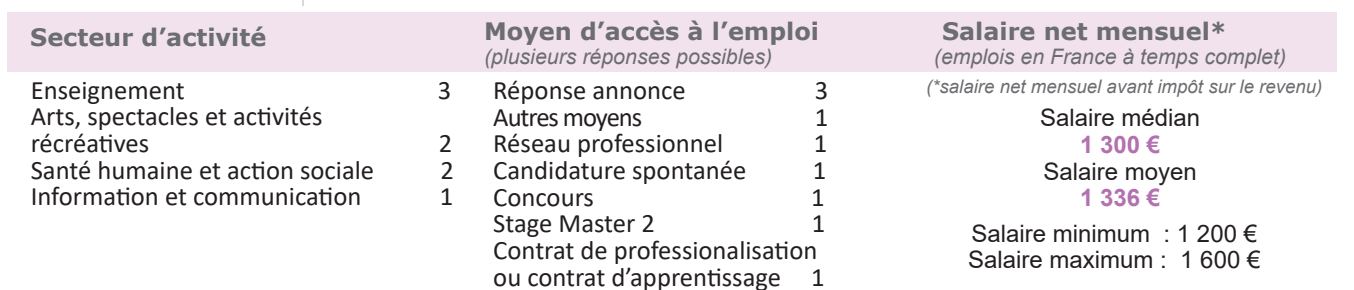 Secteur d'activité
Enseignement 3
Arts, spectacles et activités
récréatives 2
Santé humaine et action sociale 2
Information et communication 1
Moyen d'accès à l'emploi
(plusieurs réponses possibles)
Réponse annonce 3
Autres moyens 1
Réseau professionnel 1
Candidature spontanée 1
Concours 1
Stage Master 2 1
Contrat de professionalisation
ou contrat d'apprentissage 1
Salaire net mensuel*
(emplois en France à temps complet)
(*salaire net mensuel avant impôt sur le revenu)
Salaire médian
1 300 €
Salaire moyen
1 336 €
Salaire minimum : 1 200 €
Salaire maximum : 1 600 €